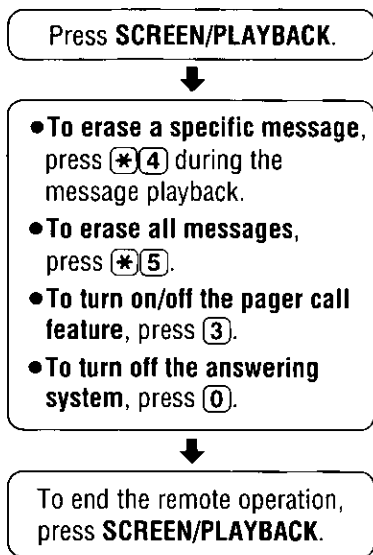 Press SCREEN/PLAYBACK.
●To erase a specific message,
press [*][4] during the
message playback.
●To erase all messages,
press [*][5].
●To turn on/off the pager call
feature, press [3].
●To turn off the answering
system, press [0].
To end the remote operation,
press SCREEN/PLAYBACK.